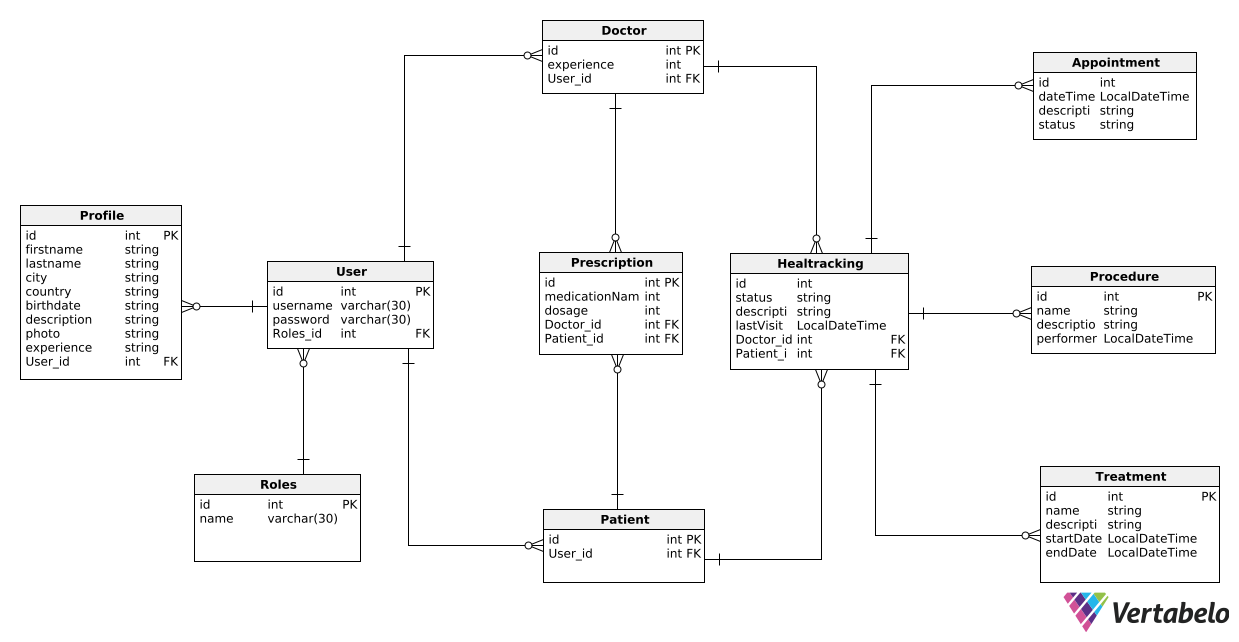 Doctor
id int PK
experience int
User_id int FK
Appointment
id int
dateTime LocalDateTime
descripti string
status string
Profile
id int PK
firstname string
lastname string
city string
country string
birthdate string
description string
photo string
experience string
User_id int FK
User
id int PK
username varchar(30)
password varchar(30)
Roles_id int FK
Prescription
id int PK
medicationNam int
dosage int
Doctor_id int FK
Patient_id int FK
Healtracking
id int
status string
descripti string
lastVisit LocalDateTime
Doctor_id int FK
Patient_i int FK
Procedure
id int PK
name string
descriptio string
performer LocalDateTime
Roles
id int PK
name varchar(30)
Patient
id int PK
User_id int FK
Treatment
id int PK
name string
descripti string
startDate LocalDateTime
endDate LocalDateTime
Vertabelo